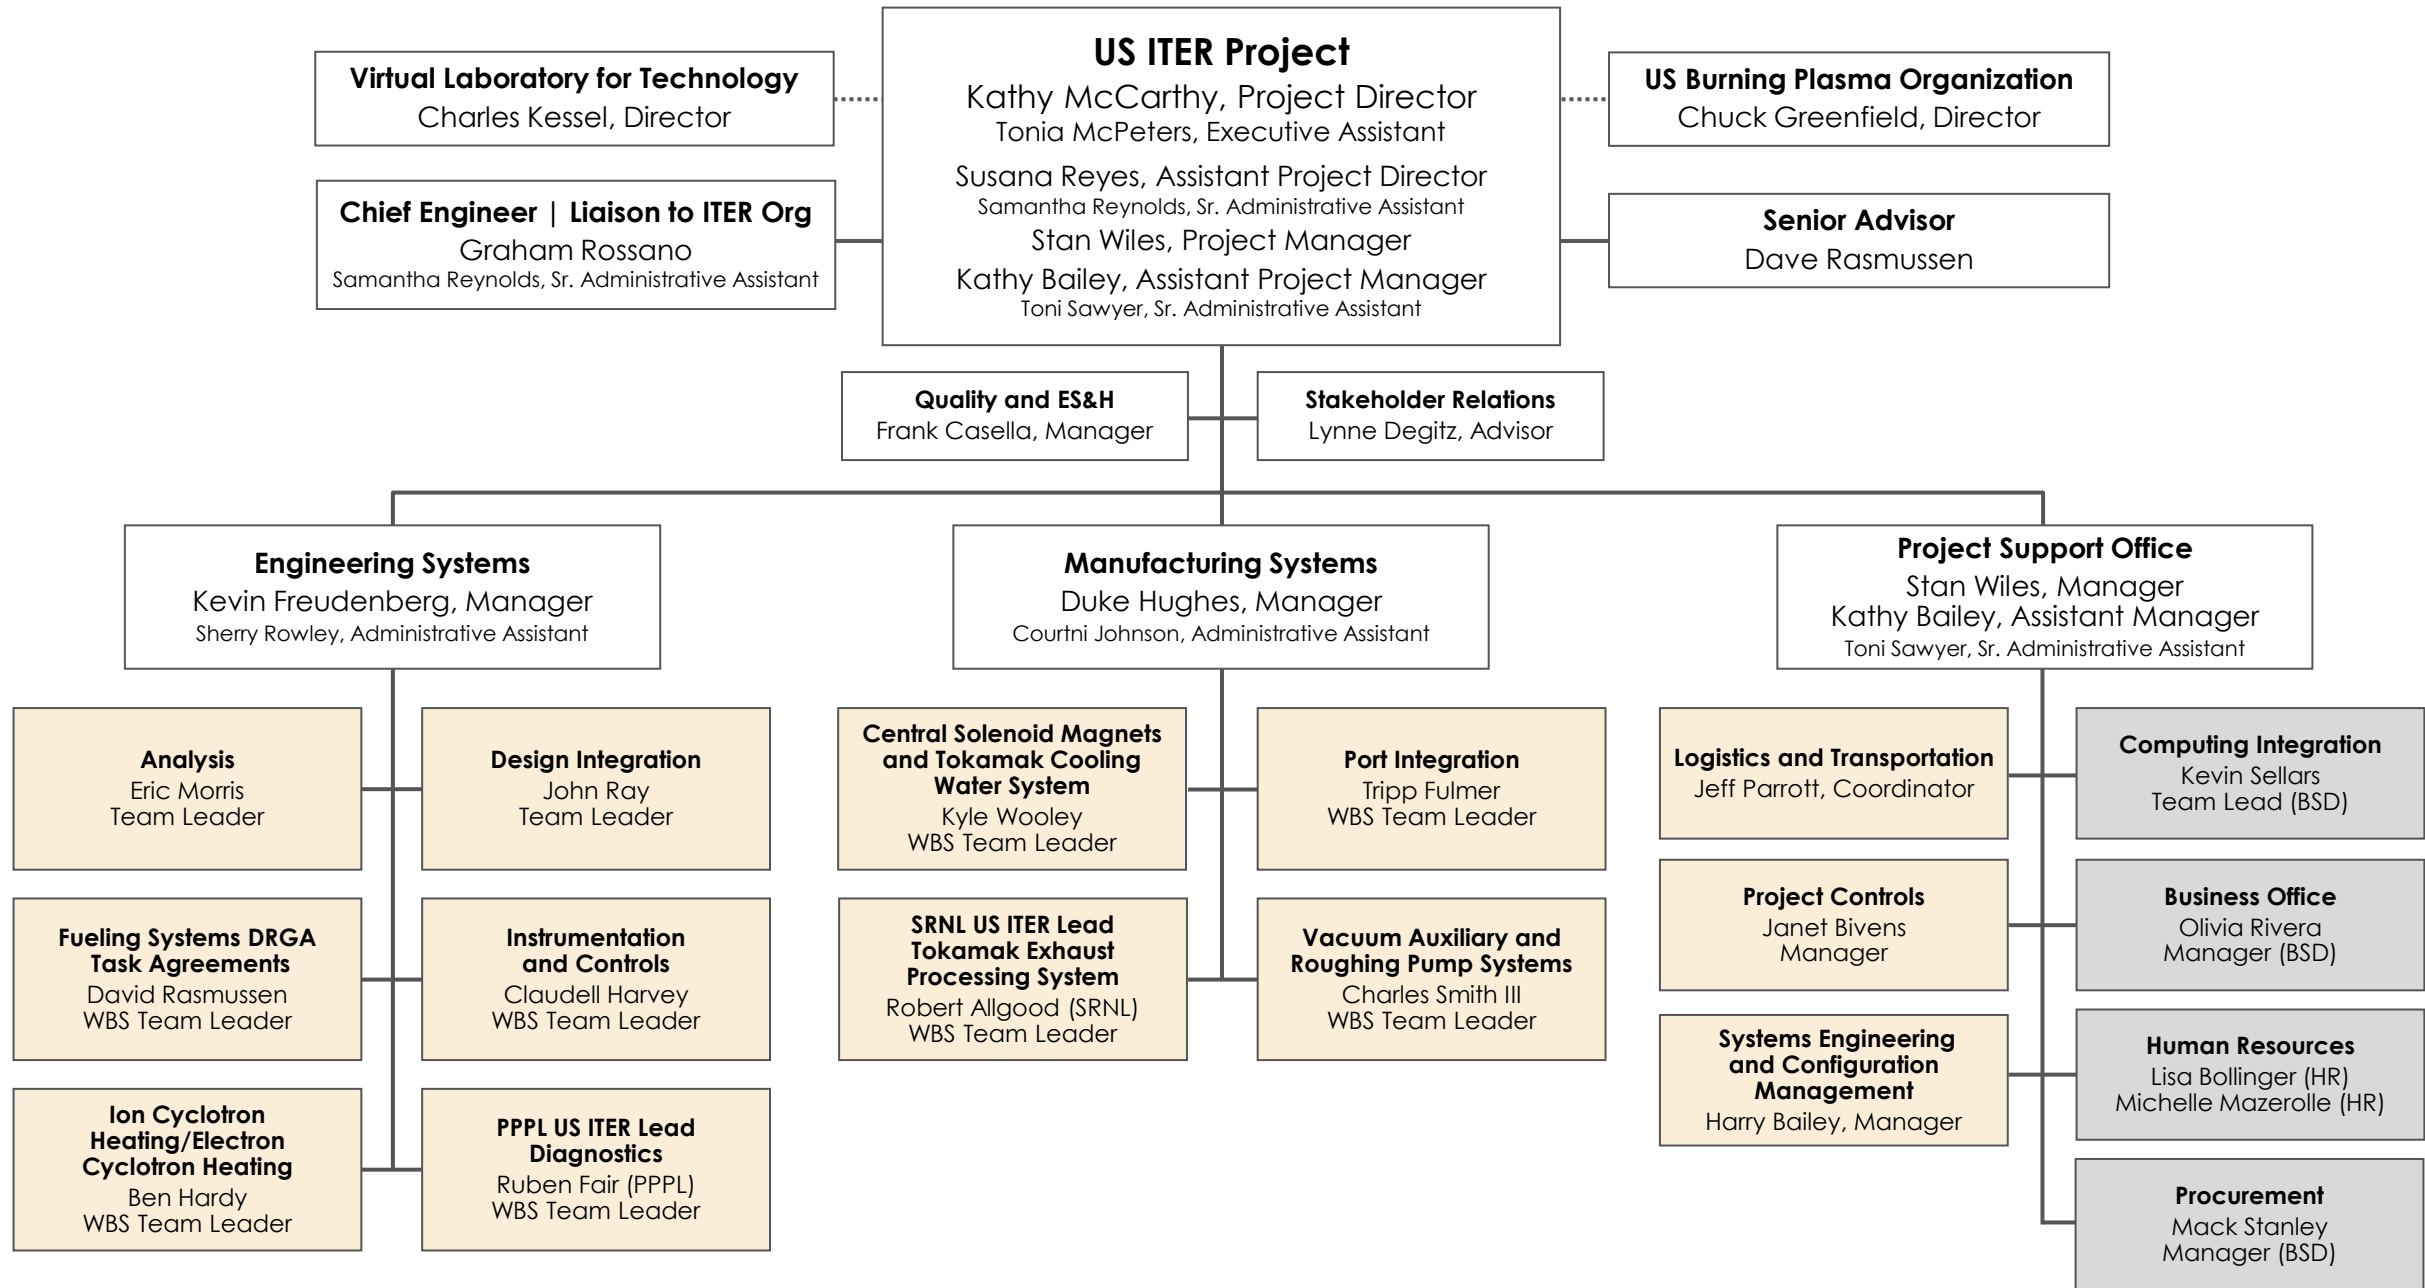 US ITER Project
Kathy McCarthy, Project Director
Tonia McPeters, Executive Assistant
Susana Reyes, Assistant Project Director
Samantha Reynolds, Sr. Administrative Assistant
Stan Wiles, Project Manager
Kathy Bailey, Assistant Project Manager
Toni Sawyer, Sr. Administrative Assistant
Virtual Laboratory for Technology
Charles Kessel, Director
US Burning Plasma Organization
Chuck Greenfield, Director
Chief Engineer | Liaison to ITER Org
Graham Rossano
Samantha Reynolds, Sr. Administrative Assistant
Senior Advisor
Dave Rasmussen
Quality and ES&H
Frank Casella, Manager
Stakeholder Relations
Lynne Degitz, Advisor
Engineering Systems
Kevin Freudenberg, Manager
Sherry Rowley, Administrative Assistant
Manufacturing Systems
Duke Hughes, Manager
Courtni Johnson, Administrative Assistant
Project Support Office
Stan Wiles, Manager
Kathy Bailey, Assistant Manager
Toni Sawyer, Sr. Administrative Assistant
Analysis
Eric Morris
Team Leader
Design Integration
John Ray
Team Leader
Fueling Systems DRGA
Task Agreements
David Rasmussen
WBS Team Leader
Instrumentation
and Controls
Claudell Harvey
WBS Team Leader
Ion Cyclotron
Heating/Electron
Cyclotron Heating
Ben Hardy
WBS Team Leader
PPPL US ITER Lead
Diagnostics
Ruben Fair (PPPL)
WBS Team Leader
Central Solenoid Magnets
and Tokamak Cooling
Water System
Kyle Wooley
WBS Team Leader
Port Integration
Tripp Fulmer
WBS Team Leader
SRNL US ITER Lead
Tokamak Exhaust
Processing System
Robert Allgood (SRNL)
WBS Team Leader
Vacuum Auxiliary and
Roughing Pump Systems
Charles Smith III
WBS Team Leader
Logistics and Transportation
Jeff Parrott, Coordinator
Computing Integration
Kevin Sellars
Team Lead (BSD)
Project Controls
Janet Bivens
Manager
Business Office
Olivia Rivera
Manager (BSD)
Systems Engineering
and Configuration
Management
Harry Bailey, Manager
Human Resources
Lisa Bollinger (HR)
Michelle Mazerolle (HR)
Procurement
Mack Stanley
Manager (BSD)